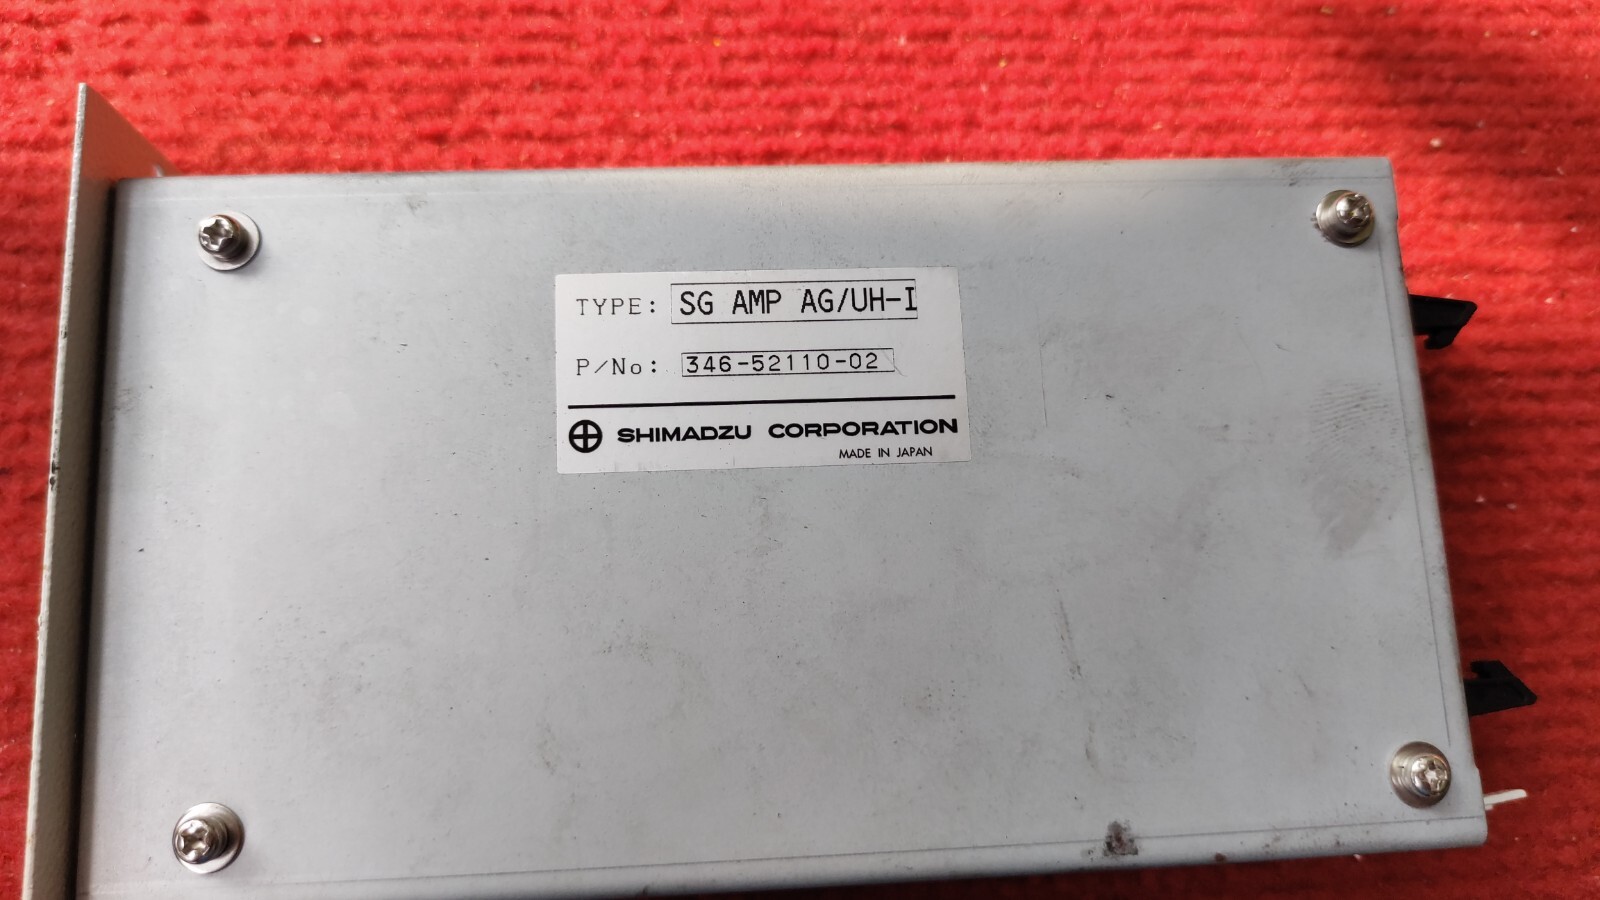 TYPE: SG AMP AG/UH-I
P/No: 346-52110-02
SHIMADZU CORPORATION
MADE IN JAPAN